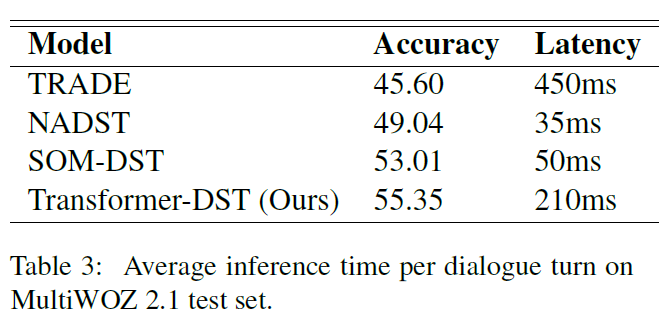 Model Accuracy Latency
TRADE 45.60 450ms
NADST 49.04 35ms
SOM-DST 53.01 50ms
Transformer-DST (Ours) 55.35 210ms
Table 3: Average inference time per dialogue turn on
MultiWOZ 2.1 test set.